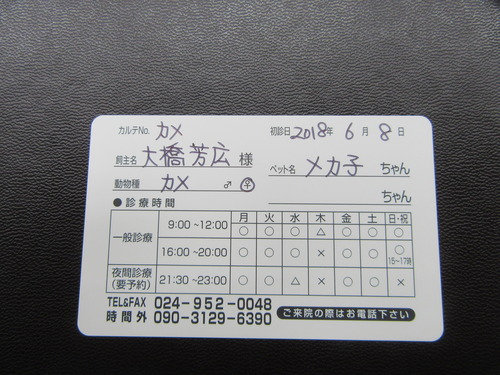 カルテNo. カメ 初診日 2018年 6月 8日
飼主名 大橋芳広 様 ペット名 メカ子 ちゃん
動物種 カメ ♂ ♀ ちゃん
●診療時間
月 火 水 木 金 土 日・祝
一般診療 9:00~12:00 ○ ○ ○ △ ○ ○ ○
16:00~20:00 ○ ○ ○ × ○ ○ ○ 15~17時
夜間診療(要予約) 21:30~23:00 ○ ○ △ × ○ ○ ×
TEL&FAX 024-952-0048
時間外 090-3129-6390 ご来院の際はお電話下さい